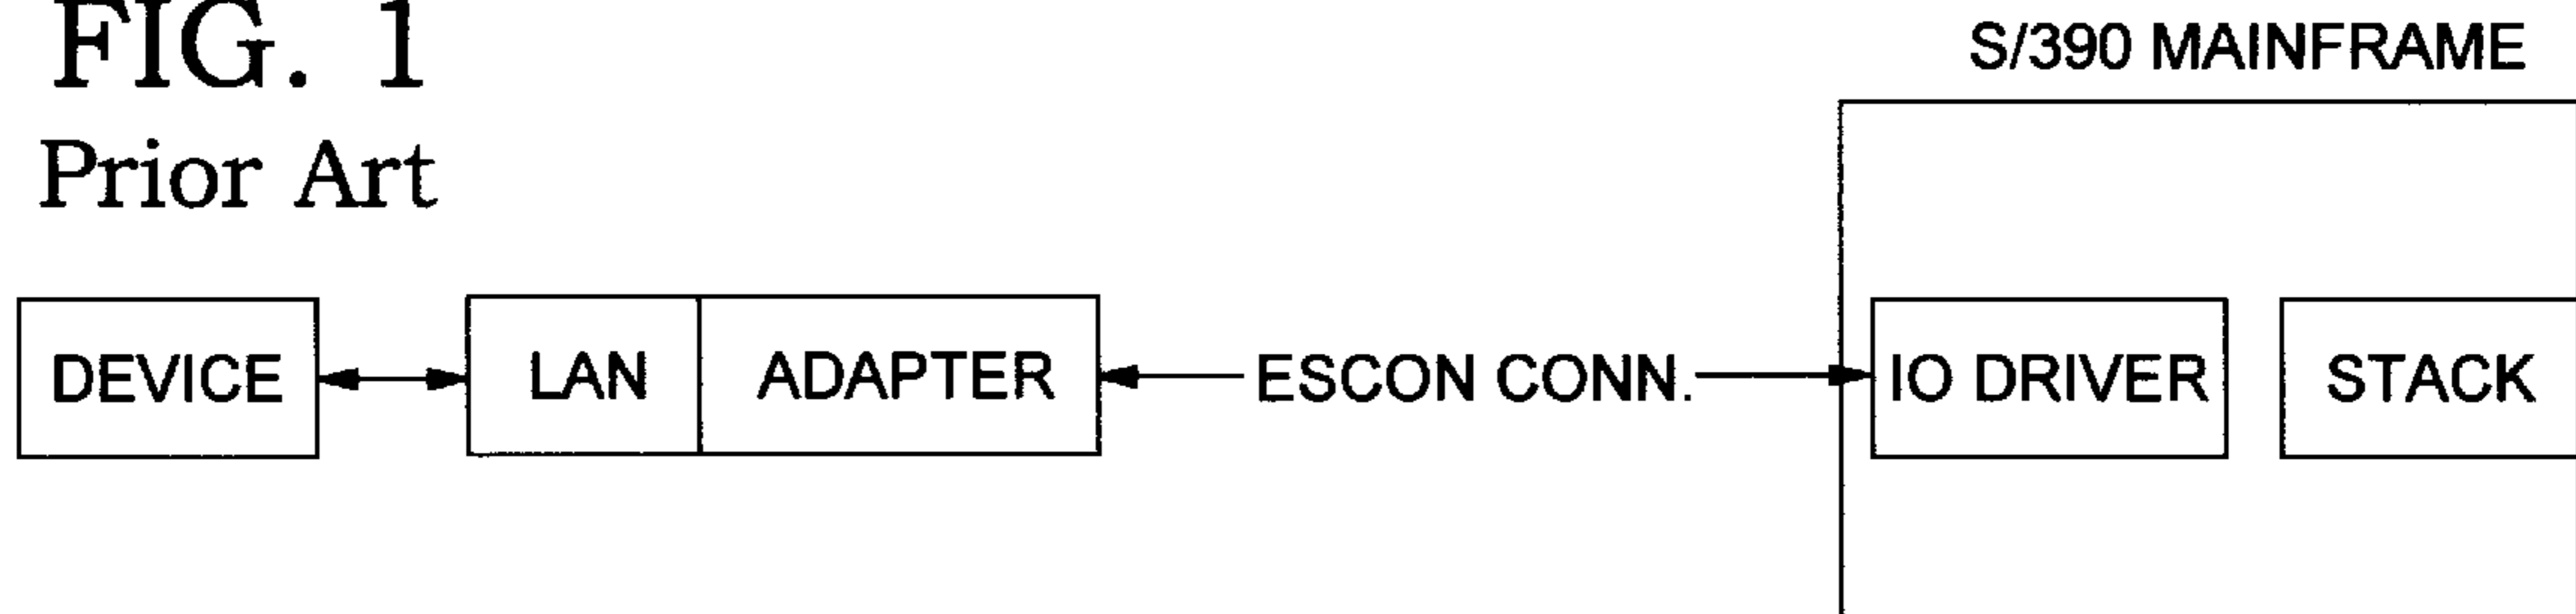 FIG. 1
Prior Art
S/390 MAINFRAME
DEVICE LAN ADAPTER ESCON CONN. IO DRIVER STACK